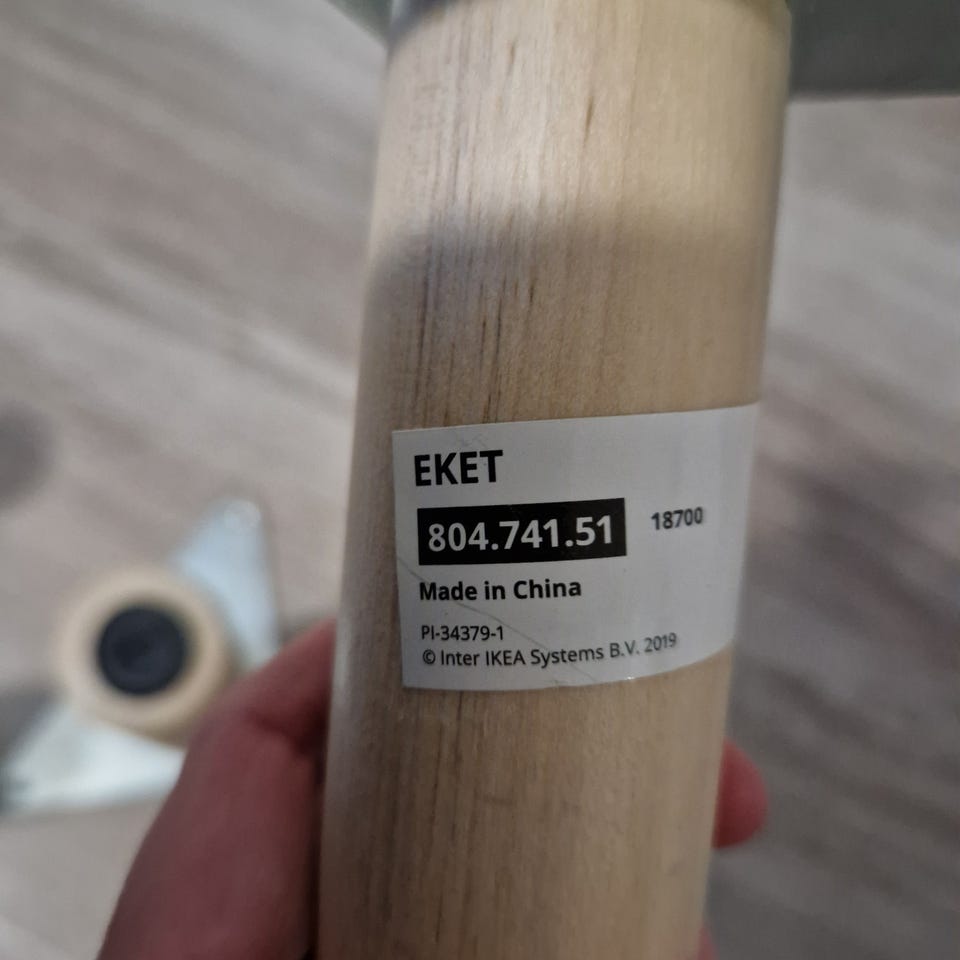 EKET
804.741.51 18700
Made in China
PI-34379-1
© Inter IKEA Systems B.V. 2019